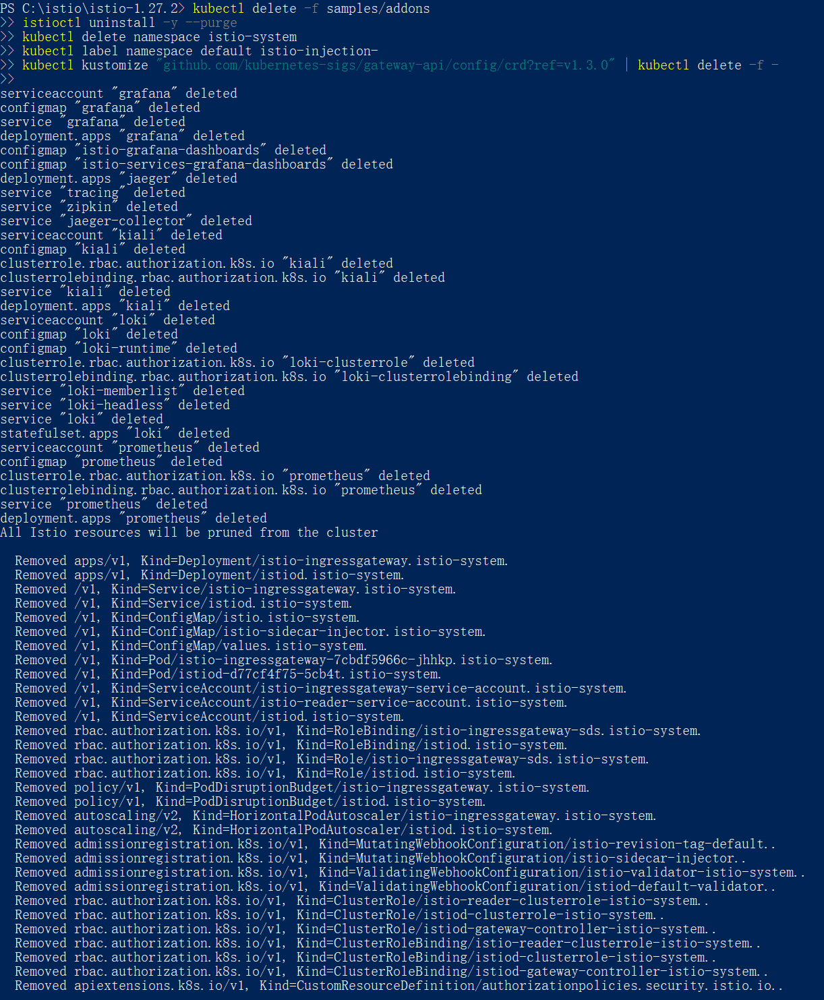 PS C:\istio\istio-1.27.2> kubectl delete -f samples/addons
>> istioctl uninstall -y --purge
>> kubectl delete namespace istio-system
>> kubectl label namespace default istio-injection-
>> kubectl kustomize "github.com/kubernetes-sigs/gateway-api/config/crd?ref=v1.3.0" | kubectl delete -f -
>>
serviceaccount "grafana" deleted
configmap "grafana" deleted
service "grafana" deleted
deployment.apps "grafana" deleted
configmap "istio-grafana-dashboards" deleted
configmap "istio-services-grafana-dashboards" deleted
deployment.apps "jaeger" deleted
service "tracing" deleted
service "zipkin" deleted
service "jaeger-collector" deleted
serviceaccount "kiali" deleted
configmap "kiali" deleted
clusterrole.rbac.authorization.k8s.io "kiali" deleted
clusterrolebinding.rbac.authorization.k8s.io "kiali" deleted
service "kiali" deleted
deployment.apps "kiali" deleted
serviceaccount "loki" deleted
configmap "loki" deleted
configmap "loki-runtime" deleted
clusterrole.rbac.authorization.k8s.io "loki-clusterrole" deleted
clusterrolebinding.rbac.authorization.k8s.io "loki-clusterrolebinding" deleted
service "loki-memberlist" deleted
service "loki-headless" deleted
service "loki" deleted
statefulset.apps "loki" deleted
serviceaccount "prometheus" deleted
configmap "prometheus" deleted
clusterrole.rbac.authorization.k8s.io "prometheus" deleted
clusterrolebinding.rbac.authorization.k8s.io "prometheus" deleted
service "prometheus" deleted
deployment.apps "prometheus" deleted
All Istio resources will be pruned from the cluster

  Removed apps/v1, Kind=Deployment/istio-ingressgateway.istio-system.
  Removed apps/v1, Kind=Deployment/istiod.istio-system.
  Removed /v1, Kind=Service/istio-ingressgateway.istio-system.
  Removed /v1, Kind=Service/istiod.istio-system.
  Removed /v1, Kind=ConfigMap/istio.istio-system.
  Removed /v1, Kind=ConfigMap/istio-sidecar-injector.istio-system.
  Removed /v1, Kind=ConfigMap/values.istio-system.
  Removed /v1, Kind=Pod/istio-ingressgateway-7cbdf5966c-jhhkp.istio-system.
  Removed /v1, Kind=Pod/istiod-d77cf4f75-5cb4t.istio-system.
  Removed /v1, Kind=ServiceAccount/istio-ingressgateway-service-account.istio-system.
  Removed /v1, Kind=ServiceAccount/istio-reader-service-account.istio-system.
  Removed /v1, Kind=ServiceAccount/istiod.istio-system.
  Removed rbac.authorization.k8s.io/v1, Kind=RoleBinding/istio-ingressgateway-sds.istio-system.
  Removed rbac.authorization.k8s.io/v1, Kind=RoleBinding/istiod.istio-system.
  Removed rbac.authorization.k8s.io/v1, Kind=Role/istio-ingressgateway-sds.istio-system.
  Removed rbac.authorization.k8s.io/v1, Kind=Role/istiod.istio-system.
  Removed policy/v1, Kind=PodDisruptionBudget/istio-ingressgateway.istio-system.
  Removed policy/v1, Kind=PodDisruptionBudget/istiod.istio-system.
  Removed autoscaling/v2, Kind=HorizontalPodAutoscaler/istio-ingressgateway.istio-system.
  Removed autoscaling/v2, Kind=HorizontalPodAutoscaler/istiod.istio-system.
  Removed admissionregistration.k8s.io/v1, Kind=MutatingWebhookConfiguration/istio-revision-tag-default..
  Removed admissionregistration.k8s.io/v1, Kind=MutatingWebhookConfiguration/istio-sidecar-injector..
  Removed admissionregistration.k8s.io/v1, Kind=ValidatingWebhookConfiguration/istio-validator-istio-system..
  Removed admissionregistration.k8s.io/v1, Kind=ValidatingWebhookConfiguration/istiod-default-validator..
  Removed rbac.authorization.k8s.io/v1, Kind=ClusterRole/istio-reader-clusterrole-istio-system..
  Removed rbac.authorization.k8s.io/v1, Kind=ClusterRole/istiod-clusterrole-istio-system..
  Removed rbac.authorization.k8s.io/v1, Kind=ClusterRole/istiod-gateway-controller-istio-system..
  Removed rbac.authorization.k8s.io/v1, Kind=ClusterRoleBinding/istio-reader-clusterrole-istio-system..
  Removed rbac.authorization.k8s.io/v1, Kind=ClusterRoleBinding/istiod-clusterrole-istio-system..
  Removed rbac.authorization.k8s.io/v1, Kind=ClusterRoleBinding/istiod-gateway-controller-istio-system..
  Removed apiextensions.k8s.io/v1, Kind=CustomResourceDefinition/authorizationpolicies.security.istio.io..